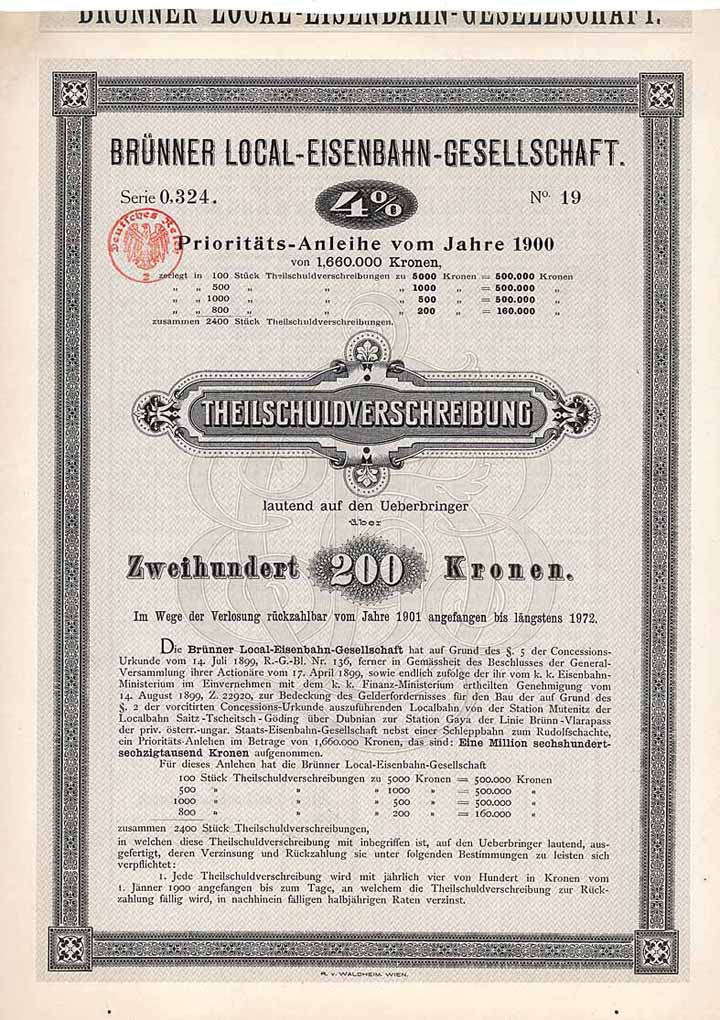 BRÜNNER LOCAL-EISENBAHN-GESELLSCHAFT.
BRÜNNER LOCAL-EISENBAHN-GESELLSCHAFT.
Serie 0,324. 4% No. 19
Deutsches Reich
2
Prioritäts-Anleihe vom Jahre 1900
von 1,660.000 Kronen,
zerlegt in 100 Stück Theilschuldverschreibungen zu 5000 Kronen = 500.000 Kronen
„ „ 500 „ „ „ 1000 „ = 500.000 „
„ „ 1000 „ „ „ 500 „ = 500.000 „
„ „ 800 „ „ „ 200 „ = 160.000 „
zusammen 2400 Stück Theilschuldverschreibungen.
THEILSCHULDVERSCHREIBUNG
lautend auf den Ueberbringer
über
Zweihundert 200 Kronen.
Im Wege der Verlosung rückzahlbar vom Jahre 1901 angefangen bis längstens 1972.
Die Brünner Local-Eisenbahn-Gesellschaft hat auf Grund des §. 5 der Concessions-
Urkunde vom 14. Juli 1899, R.-G.-Bl. Nr. 136, ferner in Gemässheit des Beschlusses der General-
Versammlung ihrer Actionäre vom 17. April 1899, sowie endlich zufolge der ihr vom k. k. Eisenbahn-
Ministerium im Einvernehmen mit dem k. k. Finanz-Ministerium ertheilten Genehmigung vom
14. August 1899, Z. 22920, zur Bedeckung des Gelderfordernisses für den Bau der auf Grund des
§. 2 der vorcitirten Concessions-Urkunde auszuführenden Localbahn von der Station Mutenitz der
Localbahn Saitz-Tscheitsch-Göding über Dubnian zur Station Gaya der Linie Brünn-Vlarapass
der priv. österr.-ungar. Staats-Eisenbahn-Gesellschaft nebst einer Schleppbahn zum Rudolfschachte,
ein Prioritäts-Anlehen im Betrage von 1,660.000 Kronen, das sind: Eine Million sechshundert-
sechzigtausend Kronen aufgenommen.
Für dieses Anlehen hat die Brünner Local-Eisenbahn-Gesellschaft
100 Stück Theilschuldverschreibungen zu 5000 Kronen = 500.000 Kronen
500 „ „ „ 1000 „ = 500.000 „
1000 „ „ „ 500 „ = 500.000 „
800 „ „ „ 200 „ = 160.000 „
zusammen 2400 Stück Theilschuldverschreibungen,
in welchen diese Theilschuldverschreibung mit inbegriffen ist, auf den Ueberbringer lautend, aus-
gefertigt, deren Verzinsung und Rückzahlung sie unter folgenden Bestimmungen zu leisten sich
verpflichtet:
1. Jede Theilschuldverschreibung wird mit jährlich vier von Hundert in Kronen vom
1. Jänner 1900 angefangen bis zum Tage, an welchem die Theilschuldverschreibung zur Rück-
zahlung fällig wird, in nachhinein fälligen halbjährigen Raten verzinst.
R. v. WALDHEIM, WIEN.